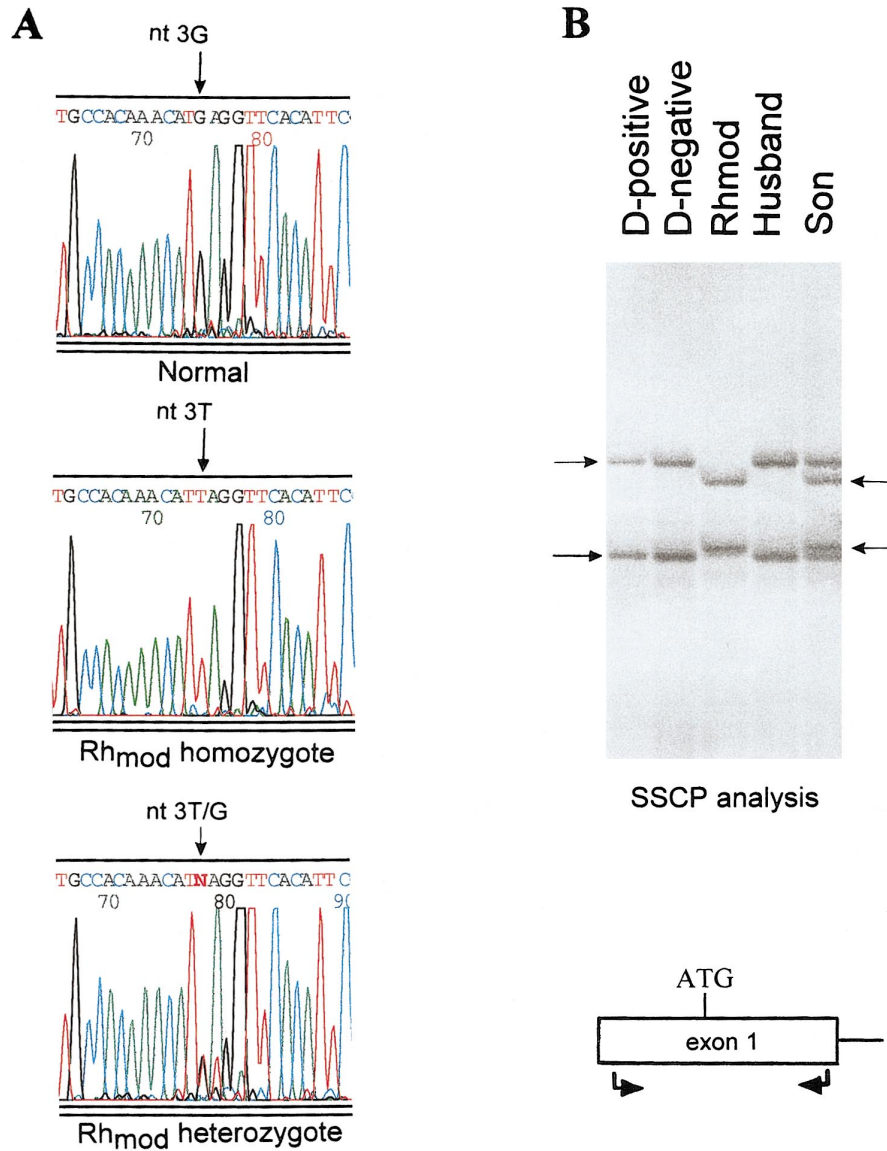 A
nt 3G
TGCCACAAACATGAGGTTCACATTC
70 80
Normal
nt 3T
TGCCACAAACATTAGGTTCACATTC
70 80
Rhmod homozygote
nt 3T/G
TGCCACAAACATNAGGTTCACATTC
70 80 90
Rhmod heterozygote
B
D-positive
D-negative
Rhmod
Husband
Son
SSCP analysis
ATG
exon 1